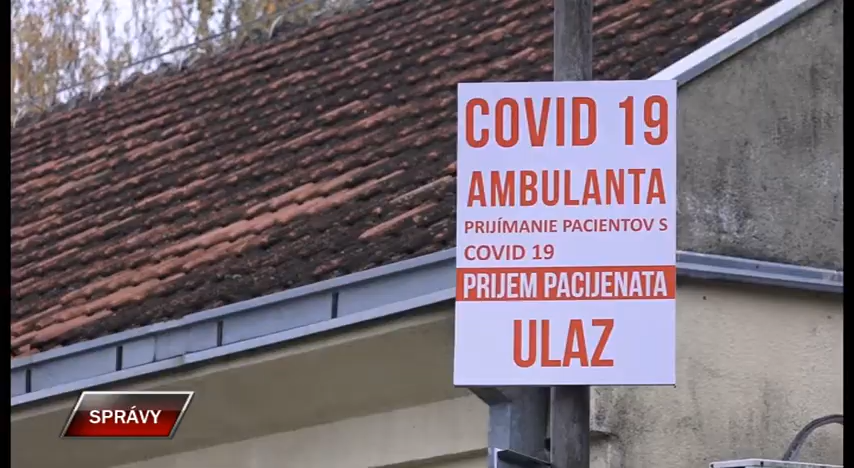 COVID 19
AMBULANTA
PRIJÍMANIE PACIENTOV S
COVID 19
PRIJEM PACIJENATA
ULAZ
SPRÁVY